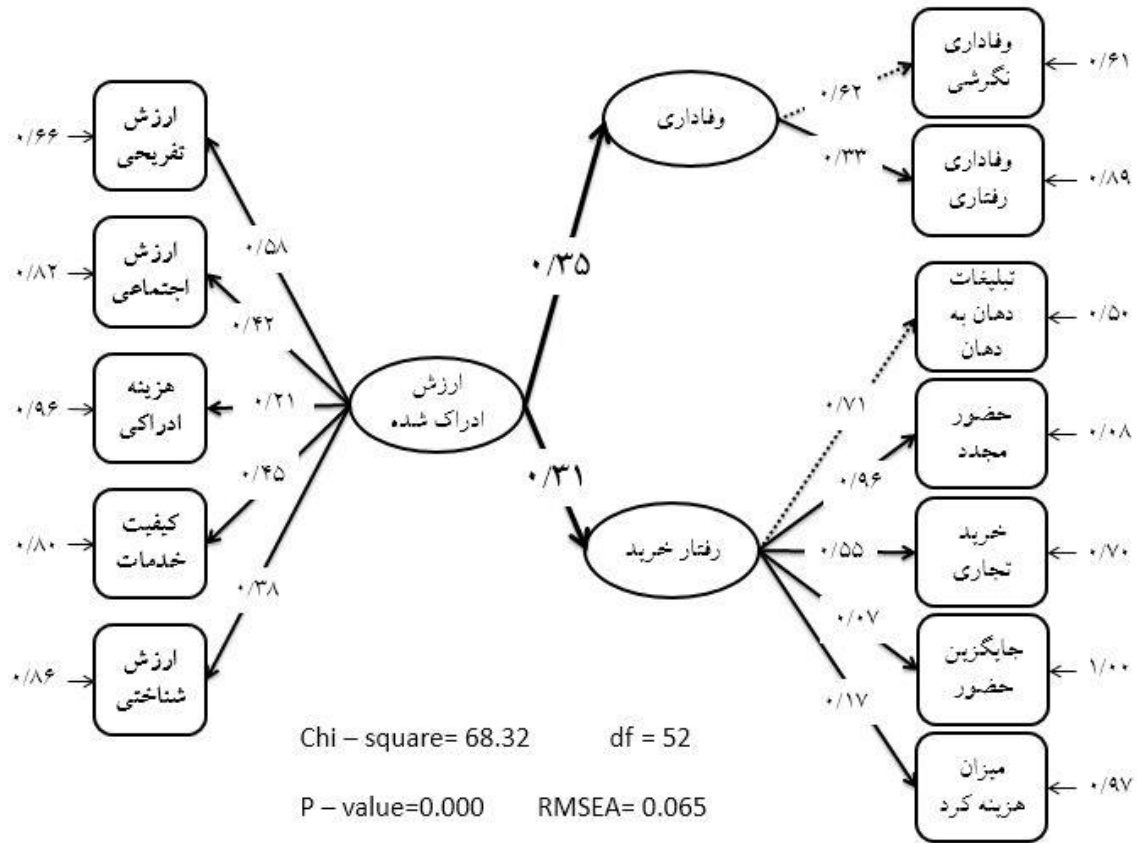 ارزش
تفریحی
۰/۶۶
ارزش
اجتماعی
۰/۸۲
هزینه
ادراکی
۰/۹۶
کیفیت
خدمات
۰/۸۰
ارزش
شناختی
۰/۸۶
۰/۵۸
۰/۴۲
۰/۲۱
۰/۴۵
۰/۳۸
ارزش
ادراک شده
۰/۳۵
۰/۳۱
وفاداری
۰/۶۲
۰/۳۳
رفتار خرید
۰/۷۱
۰/۹۶
۰/۵۵
۰/۰۷
۰/۱۷
وفاداری
نگرشی
۰/۶۱
وفاداری
رفتاری
۰/۸۹
تبلیغات
دهان به
دهان
۰/۵۰
حضور
مجدد
۰/۰۸
خرید
تجاری
۰/۷۰
جایگزین
حضور
۱/۰۰
میزان
هزینه کرد
۰/۹۷
Chi – square= 68.32 df = 52
P – value=0.000 RMSEA= 0.065